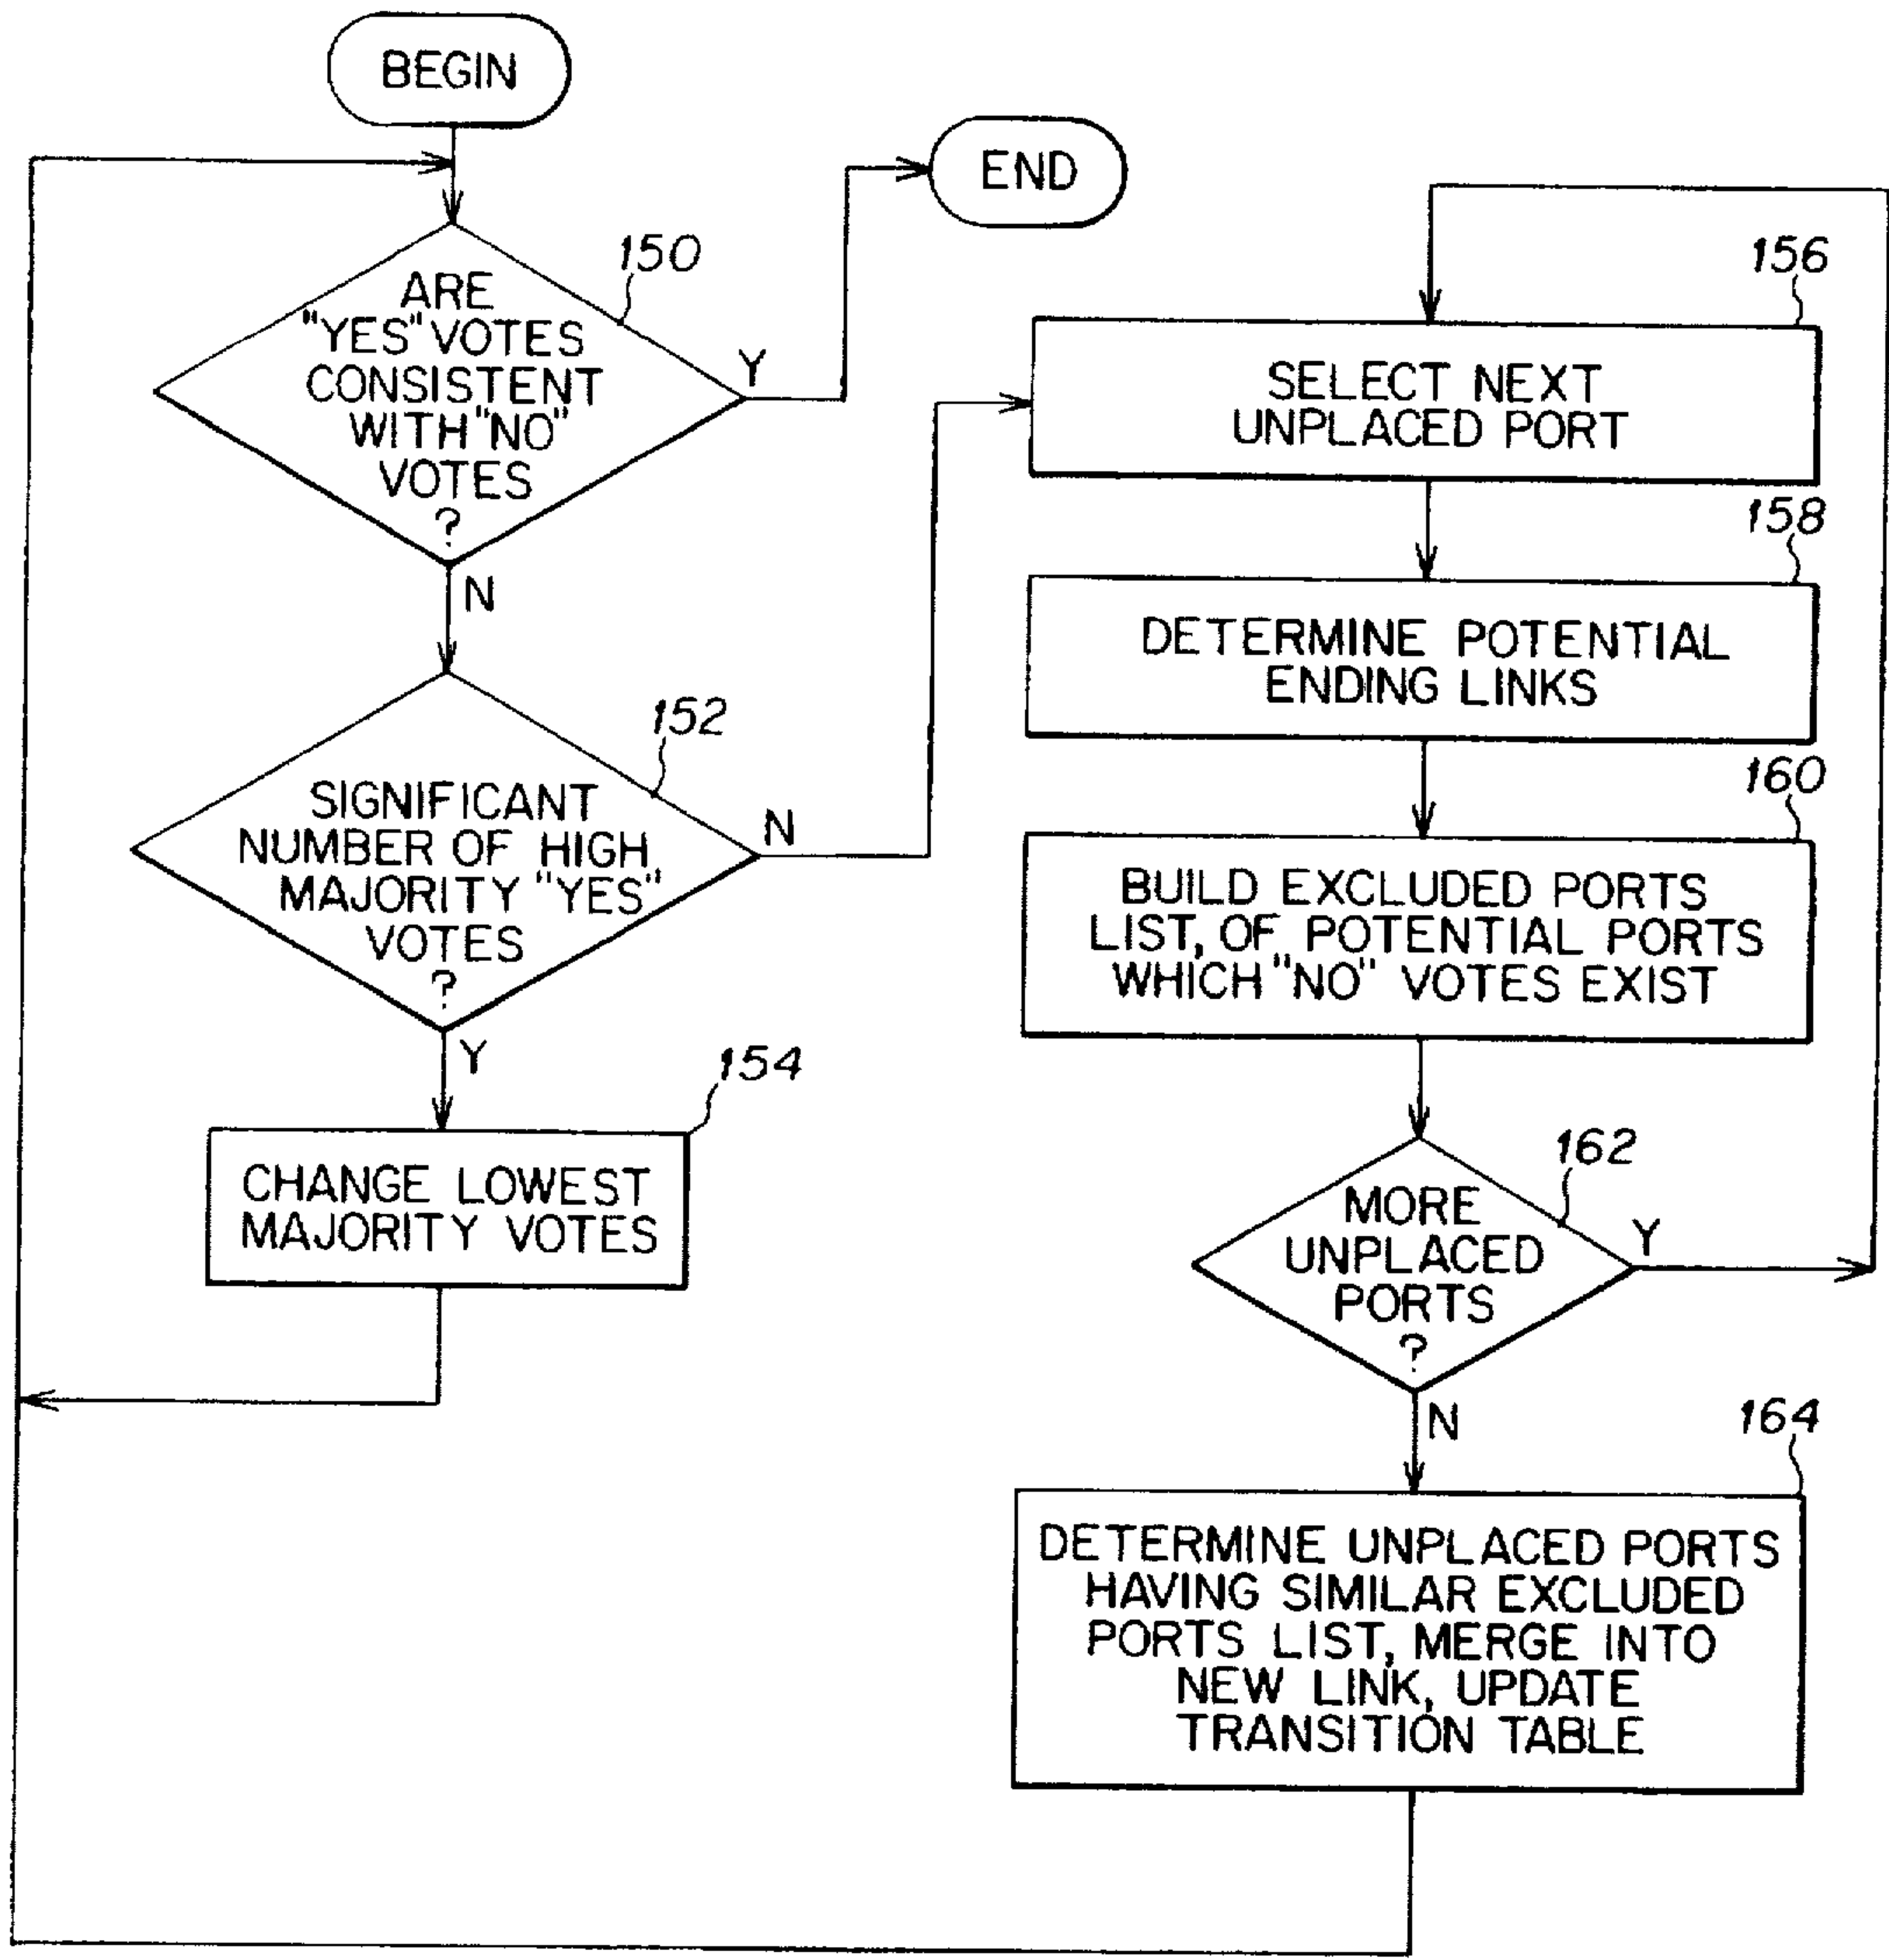 BEGIN
END
150
ARE
"YES" VOTES
CONSISTENT
WITH "NO"
VOTES
?
Y
N
152
SIGNIFICANT
NUMBER OF HIGH
MAJORITY "YES"
VOTES
?
N
Y
154
CHANGE LOWEST
MAJORITY VOTES
156
SELECT NEXT
UNPLACED PORT
158
DETERMINE POTENTIAL
ENDING LINKS
160
BUILD EXCLUDED PORTS
LIST, OF POTENTIAL PORTS
WHICH "NO" VOTES EXIST
162
MORE
UNPLACED
PORTS
?
Y
N
164
DETERMINE UNPLACED PORTS
HAVING SIMILAR EXCLUDED
PORTS LIST, MERGE INTO
NEW LINK, UPDATE
TRANSITION TABLE